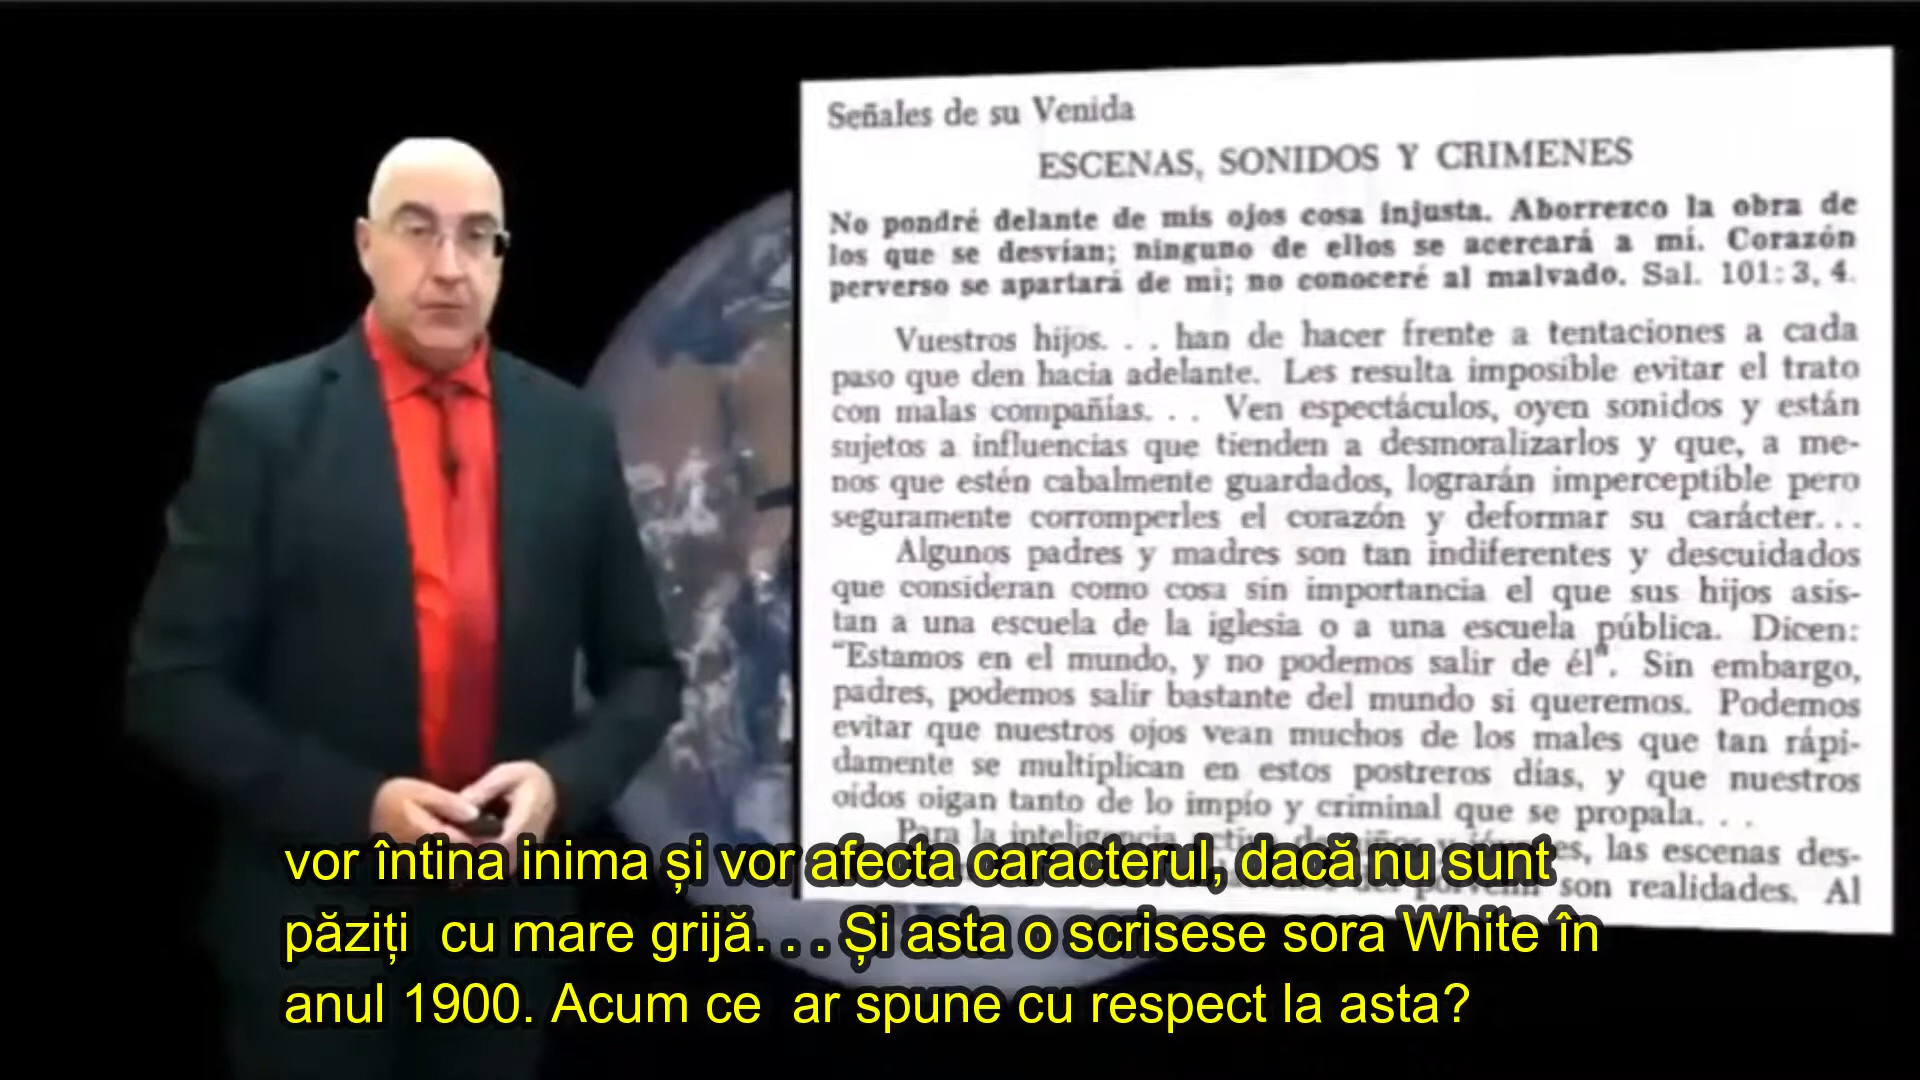 Señales de su Venida
ESCENAS, SONIDOS Y CRIMENES
No pondré delante de mis ojos cosa injusta. Aborrezco la obra de
los que se desvían; ninguno de ellos se acercará a mí. Corazón
perverso se apartará de mi; no conoceré al malvado. Sal. 101: 3, 4.
Vuestros hijos. . . han de hacer frente a tentaciones a cada
paso que den hacia adelante. Les resulta imposible evitar el trato
con malas compañías. . . Ven espectáculos, oyen sonidos y están
sujetos a influencias que tienden a desmoralizarlos y que, a me-
nos que estén cabalmente guardados, lograrán imperceptible pero
seguramente corromperles el corazón y deformar su carácter. . .
Algunos padres y madres son tan indiferentes y descuidados
que consideran como cosa sin importancia el que sus hijos asis-
tan a una escuela de la iglesia o a una escuela pública. Dicen:
"Estamos en el mundo, y no podemos salir de él". Sin embargo,
padres, podemos salir bastante del mundo si queremos. Podemos
evitar que nuestros ojos vean muchos de los males que tan rápi-
damente se multiplican en estos postreros días, y que nuestros
oídos oigan tanto de lo impío y criminal que se propala. . .
Para la inteligencia las escenas des-
son realidades. Al
vor întina inima și vor afecta caracterul, dacă nu sunt
păziți cu mare grijă. . . Și asta o scrisese sora White în
anul 1900. Acum ce ar spune cu respect la asta?